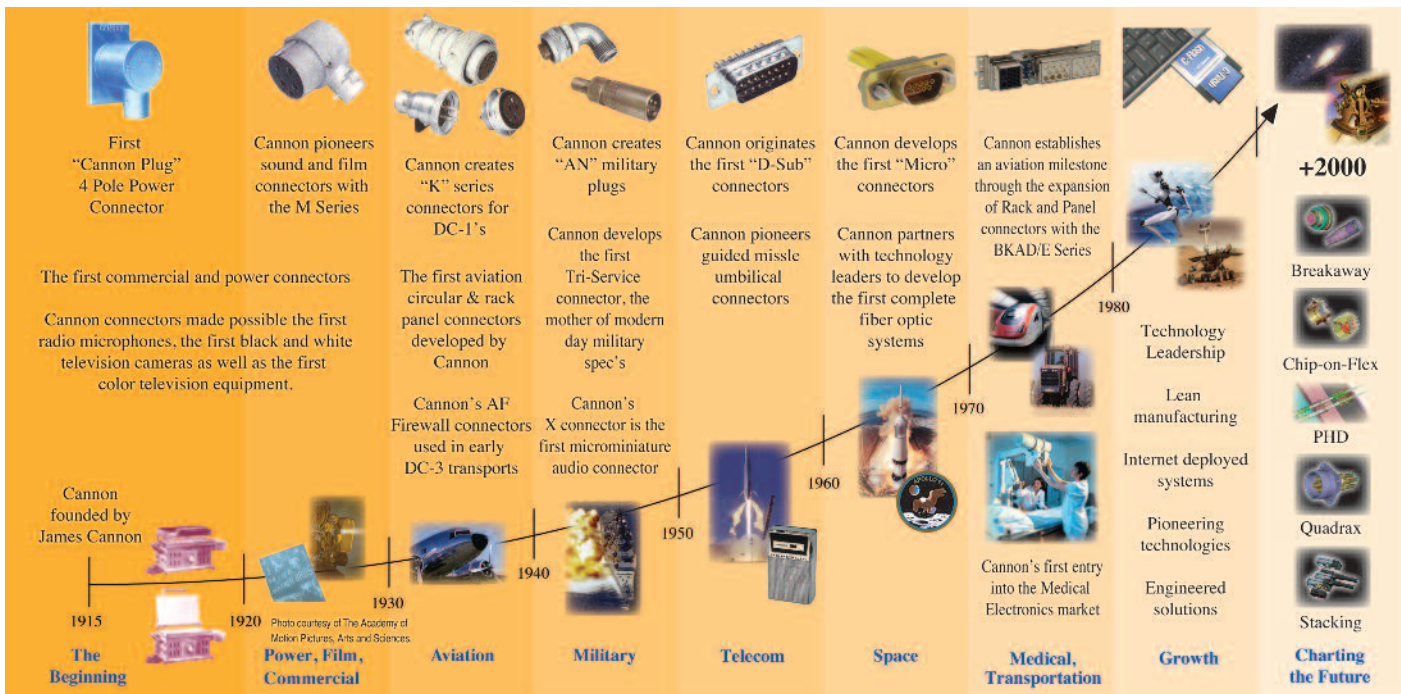 First
“Cannon Plug”
4 Pole Power
Connector
Cannon pioneers
sound and film
connectors with
the M Series
The first commercial and power connectors
Cannon connectors made possible the first
radio microphones, the first black and white
television cameras as well as the first
color television equipment.
Cannon
founded by
James Cannon
1915
The
Beginning
1920
Photo courtesy of The Academy of
Motion Pictures, Arts and Sciences.
Power, Film,
Commercial
1930
Cannon creates
“K” series
connectors for
DC-1's
The first aviation
circular & rack
panel connectors
developed by
Cannon
Cannon's AF
Firewall connectors
used in early
DC-3 transports
Aviation
1940
Cannon creates
“AN” military
plugs
Cannon develops
the first
Tri-Service
connector, the
mother of modern
day military
spec's
Cannon's
X connector is the
first microminiature
audio connector
Military
1950
Cannon originates
the first “D-Sub”
connectors
Cannon pioneers
guided missle
umbilical
connectors
Telecom
1960
Cannon develops
the first “Micro”
connectors
Cannon partners
with technology
leaders to develop
the first complete
fiber optic
systems
APOLLO 11
Space
1970
Cannon establishes
an aviation milestone
through the expansion
of Rack and Panel
connectors with the
BKAD/E Series
Cannon's first entry
into the Medical
Electronics market
Medical,
Transportation
1980
C-Flash
Technology
Leadership
Lean
manufacturing
Internet deployed
systems
Pioneering
technologies
Engineered
solutions
Growth
+2000
Breakaway
Chip-on-Flex
PHD
Quadrax
Stacking
Charting
the Future